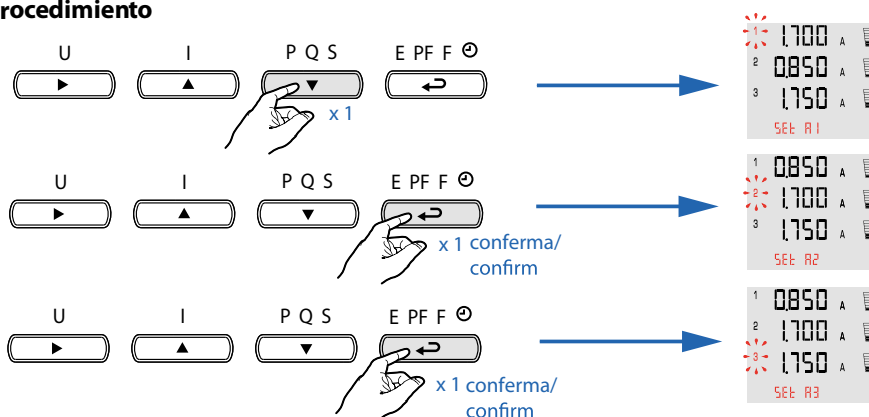 rocedimiento
U I P Q S E PF F
x 1
1 1.700 A
2 0.850 A
3 1.750 A
SEt A1
U I P Q S E PF F
x 1 conferma/
confirm
1 0.850 A
2 1.700 A
3 1.750 A
SEt A2
U I P Q S E PF F
x 1 conferma/
confirm
1 0.850 A
2 1.700 A
3 1.750 A
SEt A3